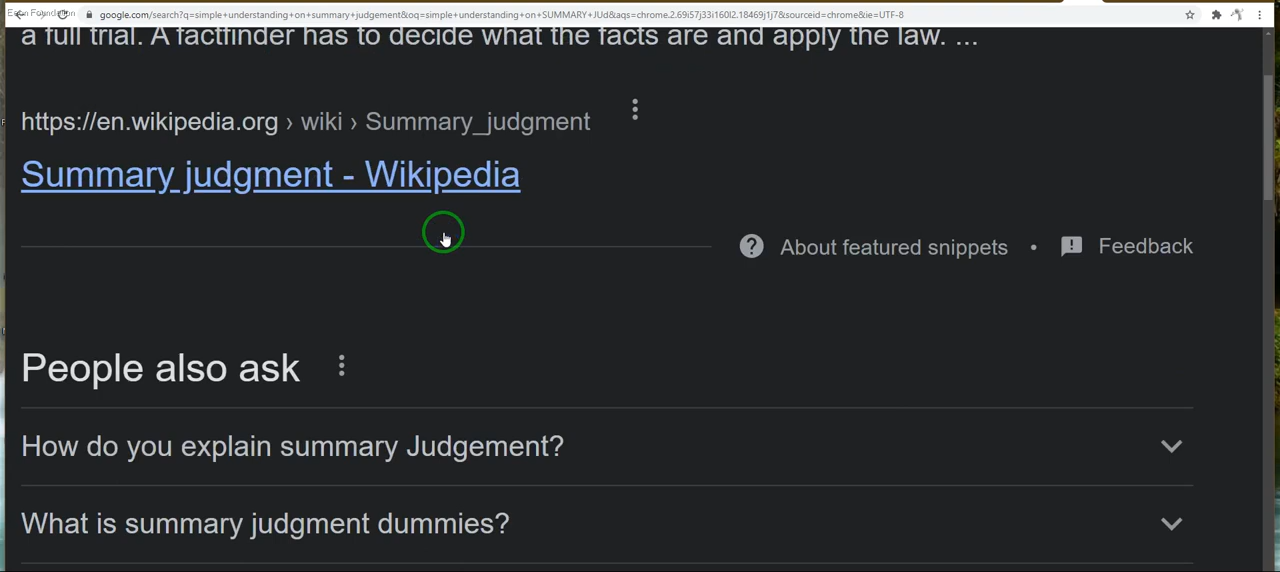 Eeon Foundation
google.com/search?q=simple+understanding+on+summary+judgement&oq=simple+understanding+on+SUMMARY+JUd&aqs=chrome.2.69i57j33i160l2.18469j1j7&sourceid=chrome&ie=UTF-8
a full trial. A factfinder has to decide what the facts are and apply the law. ...
https://en.wikipedia.org › wiki › Summary_judgment
Summary judgment - Wikipedia
About featured snippets • Feedback
People also ask
How do you explain summary Judgement?
What is summary judgment dummies?